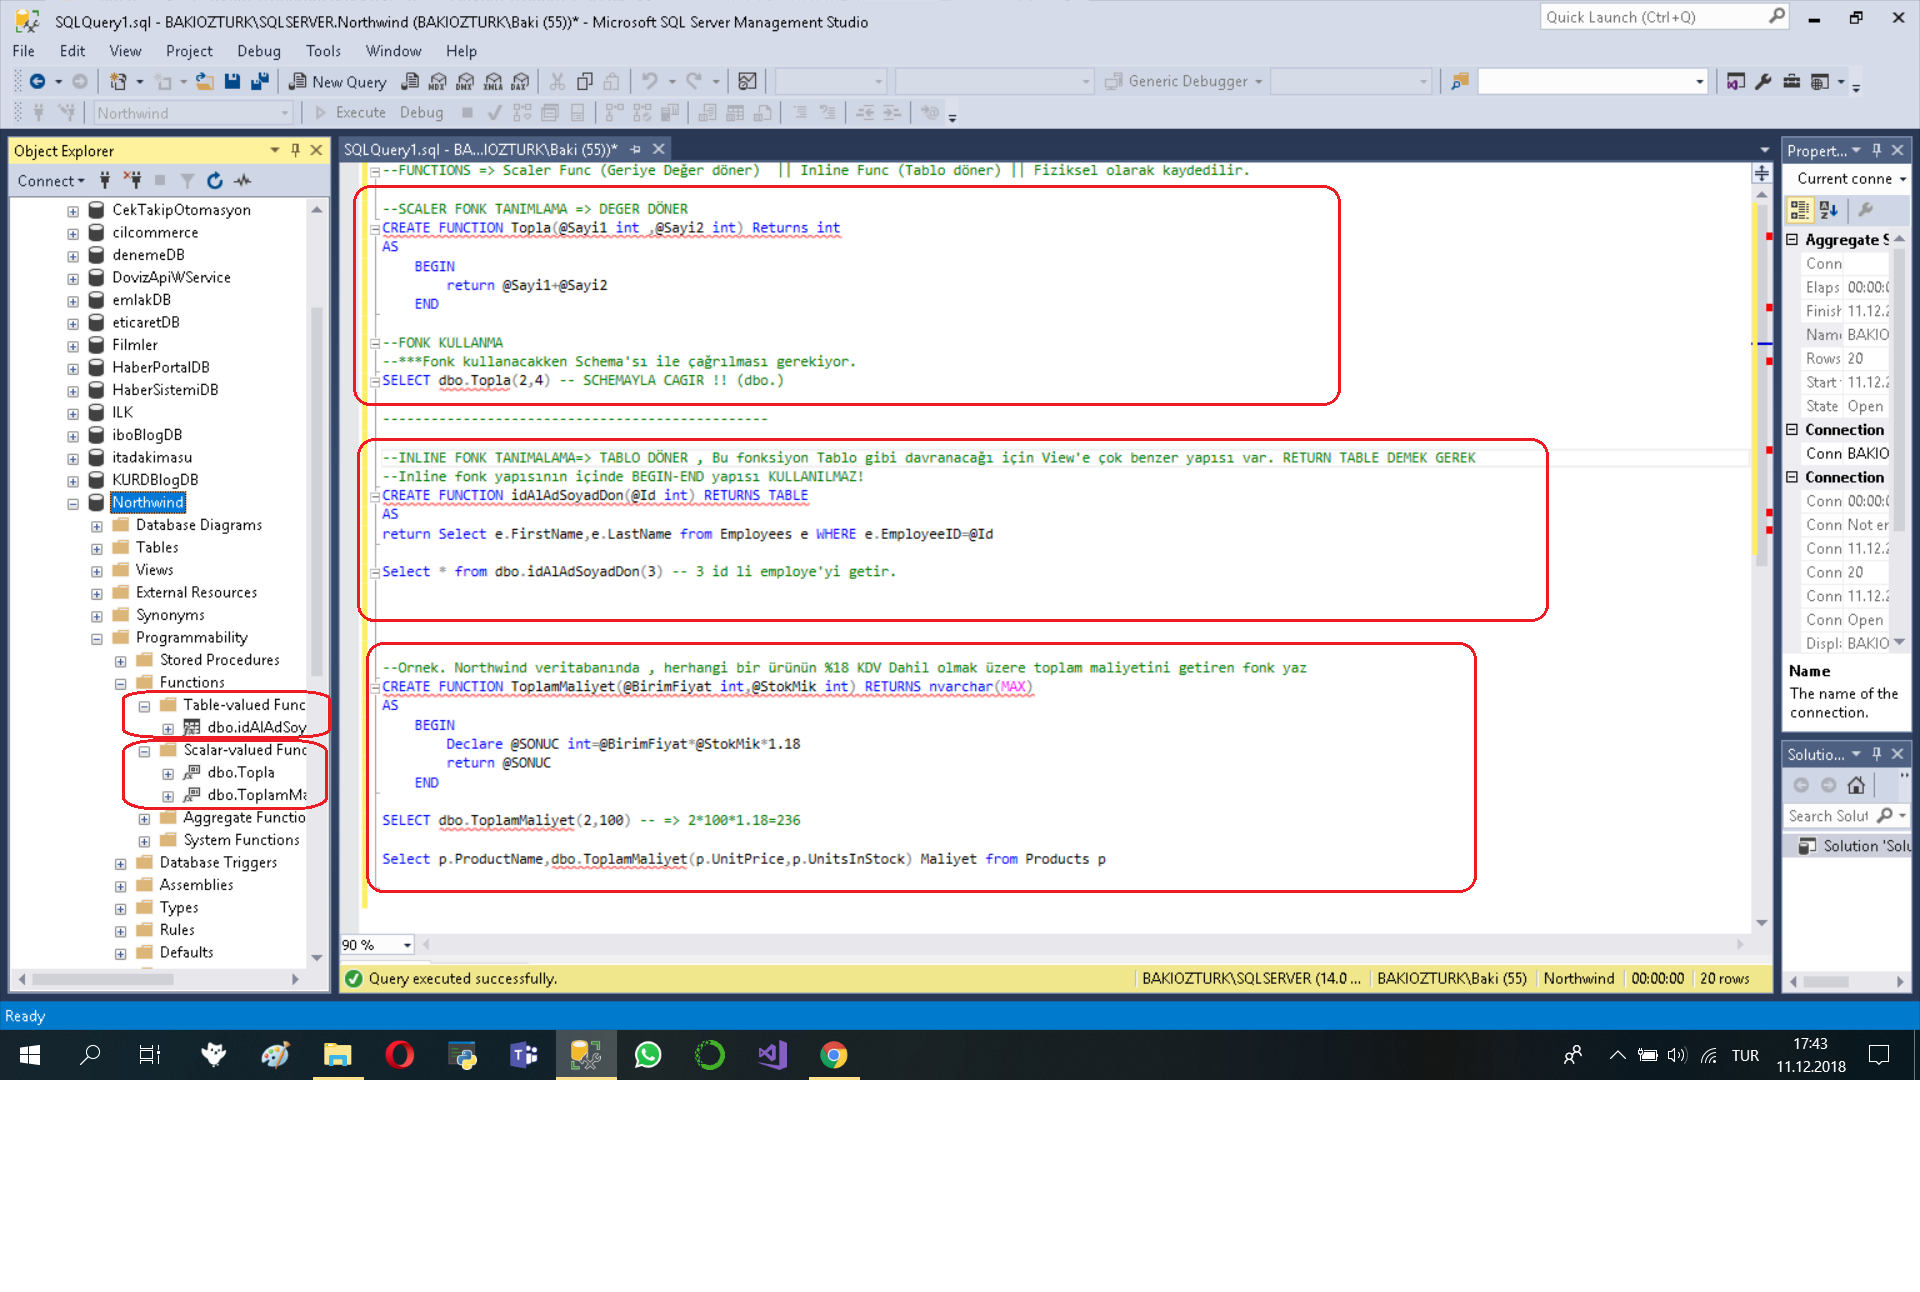 SQLQuery1.sql - BAKIOZTURK\SQLSERVER.Northwind (BAKIOZTURK\Baki (55))* - Microsoft SQL Server Management Studio
Quick Launch (Ctrl+Q)
File Edit View Project Debug Tools Window Help
New Query
MDX DMX XMLA DAX
Generic Debugger
Northwind
Execute Debug
Object Explorer
Connect
CekTakipOtomasyon
cilcommerce
denemeDB
DovizApiWService
emlakDB
eticaretDB
Filmler
HaberPortalDB
HaberSistemiDB
ILK
iboBlogDB
itadakimasu
KURDBlogDB
Northwind
Database Diagrams
Tables
Views
External Resources
Synonyms
Programmability
Stored Procedures
Functions
Table-valued Func
dbo.idAlAdSoy
Scalar-valued Func
dbo.Topla
dbo.ToplamMa
Aggregate Functio
System Functions
Database Triggers
Assemblies
Types
Rules
Defaults
SQLQuery1.sql - BA...IOZTURK\Baki (55))*
--FUNCTIONS => Scaler Func (Geriye Değer döner)  || Inline Func (Tablo döner) || Fiziksel olarak kaydedilir.
--SCALER FONK TANIMLAMA => DEGER DÖNER
CREATE FUNCTION Topla(@Sayi1 int ,@Sayi2 int) Returns int
AS
BEGIN
return @Sayi1+@Sayi2
END
--FONK KULLANMA
--***Fonk kullanacakken Schema'sı ile çağrılması gerekiyor.
SELECT dbo.Topla(2,4) -- SCHEMAYLA CAGIR !! (dbo.)
------------------------------------------------
--INLINE FONK TANIMALAMA=> TABLO DÖNER , Bu fonksiyon Tablo gibi davranacağı için View'e çok benzer yapısı var. RETURN TABLE DEMEK GEREK
--Inline fonk yapısının içinde BEGIN-END yapısı KULLANILMAZ!
CREATE FUNCTION idAlAdSoyadDon(@Id int) RETURNS TABLE
AS
return Select e.FirstName,e.LastName from Employees e WHERE e.EmployeeID=@Id
Select * from dbo.idAlAdSoyadDon(3) -- 3 id li employe'yi getir.
--Ornek. Northwind veritabanında , herhangi bir ürünün %18 KDV Dahil olmak üzere toplam maliyetini getiren fonk yaz
CREATE FUNCTION ToplamMaliyet(@BirimFiyat int,@StokMik int) RETURNS nvarchar(MAX)
AS
BEGIN
Declare @SONUC int=@BirimFiyat*@StokMik*1.18
return @SONUC
END
SELECT dbo.ToplamMaliyet(2,100) -- => 2*100*1.18=236
Select p.ProductName,dbo.ToplamMaliyet(p.UnitPrice,p.UnitsInStock) Maliyet from Products p
90 %
Query executed successfully.
BAKIOZTURK\SQLSERVER (14.0 ... BAKIOZTURK\Baki (55) Northwind 00:00:00 20 rows
Propert...
Current conne
Aggregate S
Conn
Elaps 00:00:0
Finish 11.12.2
Name BAKIO
Rows 20
Start 11.12.2
State Open
Connection
Conn BAKIO
Connection
Conn 00:00:0
Conn Not en
Conn 11.12.2
Conn 20
Conn 11.12.2
Conn Open
Displ: BAKIO
Name
The name of the
connection.
Solutio...
Search Solut
Solution 'Solu
Ready
TUR
17:43
11.12.2018